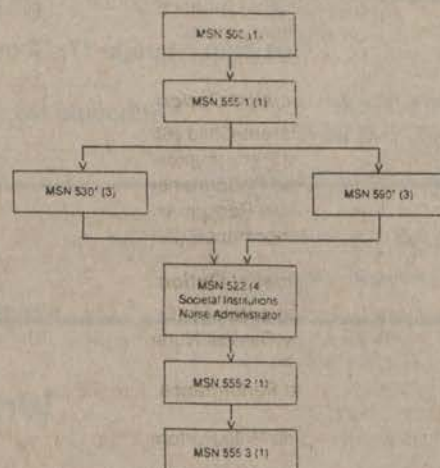 MSN 502 (1)
MSN 555 1 (1)
MSN 530* (3)
MSN 560* (3)
MSN 522 (4
Societal Institutions
Nurse Administrator
MSN 555 2 (1)
MSN 555 3 (1)